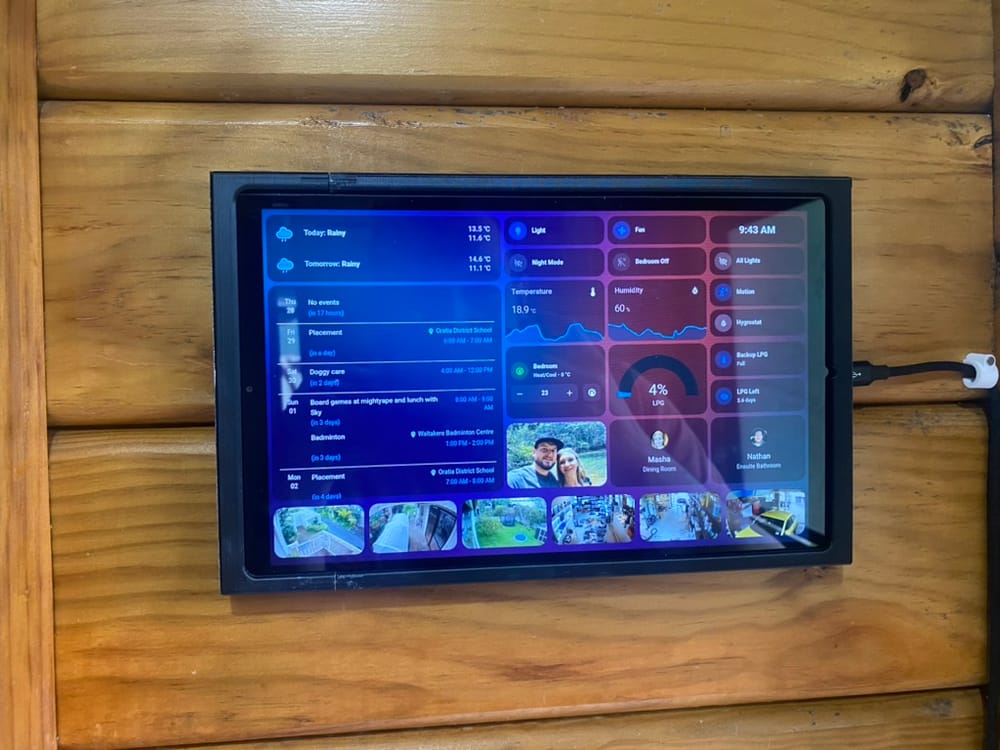 Today: Rainy
13.5 °C
11.6 °C
Tomorrow: Rainy
14.6 °C
11.1 °C
Thu
28
No events
(in 17 hours)
Fri
29
Placement
Oratia District School
6:00 AM - 7:00 AM
(in a day)
Sat
30
Doggy care
4:00 AM - 12:00 PM
(in 2 days)
Sun
01
Board games at mightyape and lunch with
Sky
8:00 AM - 9:00
AM
(in 3 days)
Badminton
Waitakere Badminton Centre
1:00 PM - 2:00 PM
(in 3 days)
Mon
02
Placement
Oratia District School
7:00 AM - 8:00 AM
(in 4 days)
Light
Fan
9:43 AM
Night Mode
Bedroom Off
All Lights
Temperature
18.9 °C
Humidity
60 %
Motion
Hygrostat
Bedroom
Heat/Cool - 0 °C
− 23 +
4%
LPG
Backup LPG
Full
LPG Left
2.6 days
Masha
Dining Room
Nathan
Ensuite Bathroom